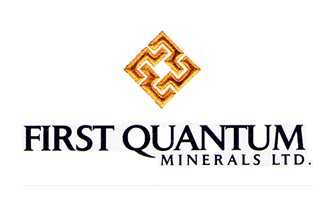 FIRST QUANTUM
MINERALS LTD.